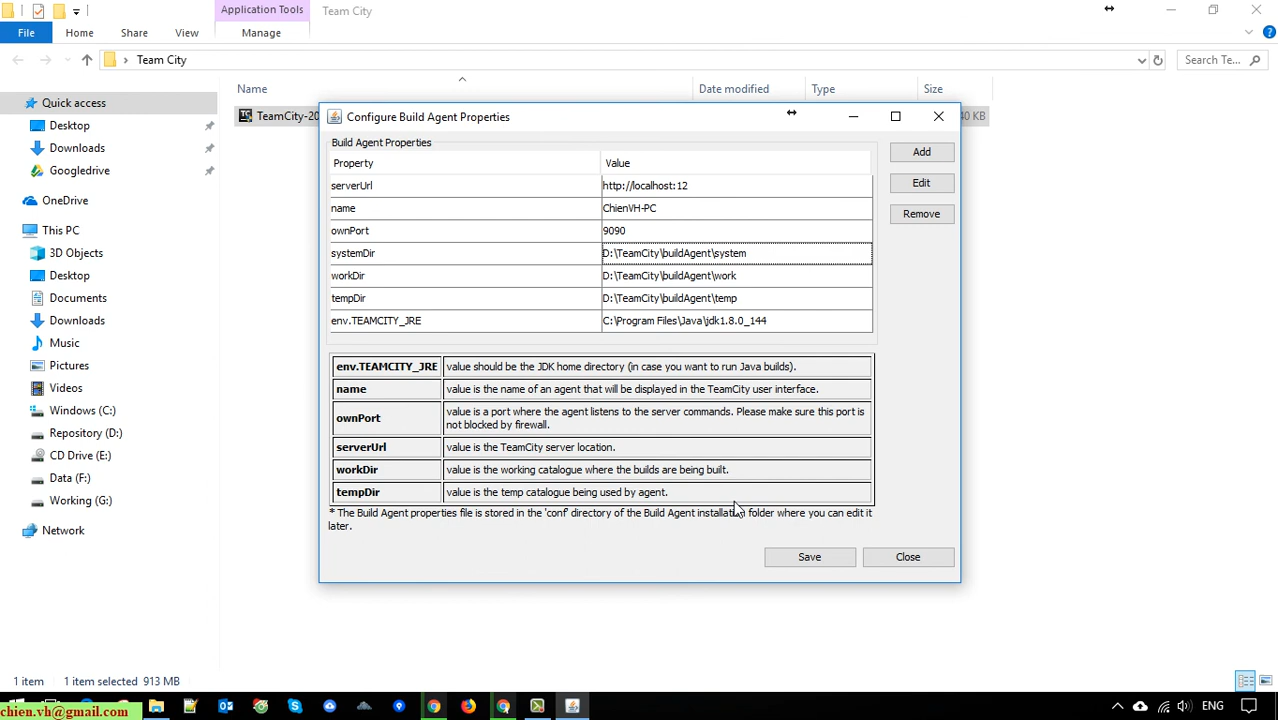 Application Tools
Team City
File
Home
Share
View
Manage
Team City
Search Te...
Name
Date modified
Type
Size
Quick access
Desktop
Downloads
Googledrive
OneDrive
This PC
3D Objects
Desktop
Documents
Downloads
Music
Pictures
Videos
Windows (C:)
Repository (D:)
CD Drive (E:)
Data (F:)
Working (G:)
Network
TeamCity-20
40 KB
Configure Build Agent Properties
Build Agent Properties
Property
Value
serverUrl
http://localhost:12
name
ChienVH-PC
ownPort
9090
systemDir
D:\TeamCity\buildAgent\system
workDir
D:\TeamCity\buildAgent\work
tempDir
D:\TeamCity\buildAgent\temp
env.TEAMCITY_JRE
C:\Program Files\Java\jdk1.8.0_144
Add
Edit
Remove
env.TEAMCITY_JRE
value should be the JDK home directory (in case you want to run Java builds).
name
value is the name of an agent that will be displayed in the TeamCity user interface.
ownPort
value is a port where the agent listens to the server commands. Please make sure this port is
not blocked by firewall.
serverUrl
value is the TeamCity server location.
workDir
value is the working catalogue where the builds are being built.
tempDir
value is the temp catalogue being used by agent.
* The Build Agent properties file is stored in the 'conf' directory of the Build Agent installation folder where you can edit it
later.
Save
Close
1 item
1 item selected
913 MB
ENG
chien.vh@gmail.com